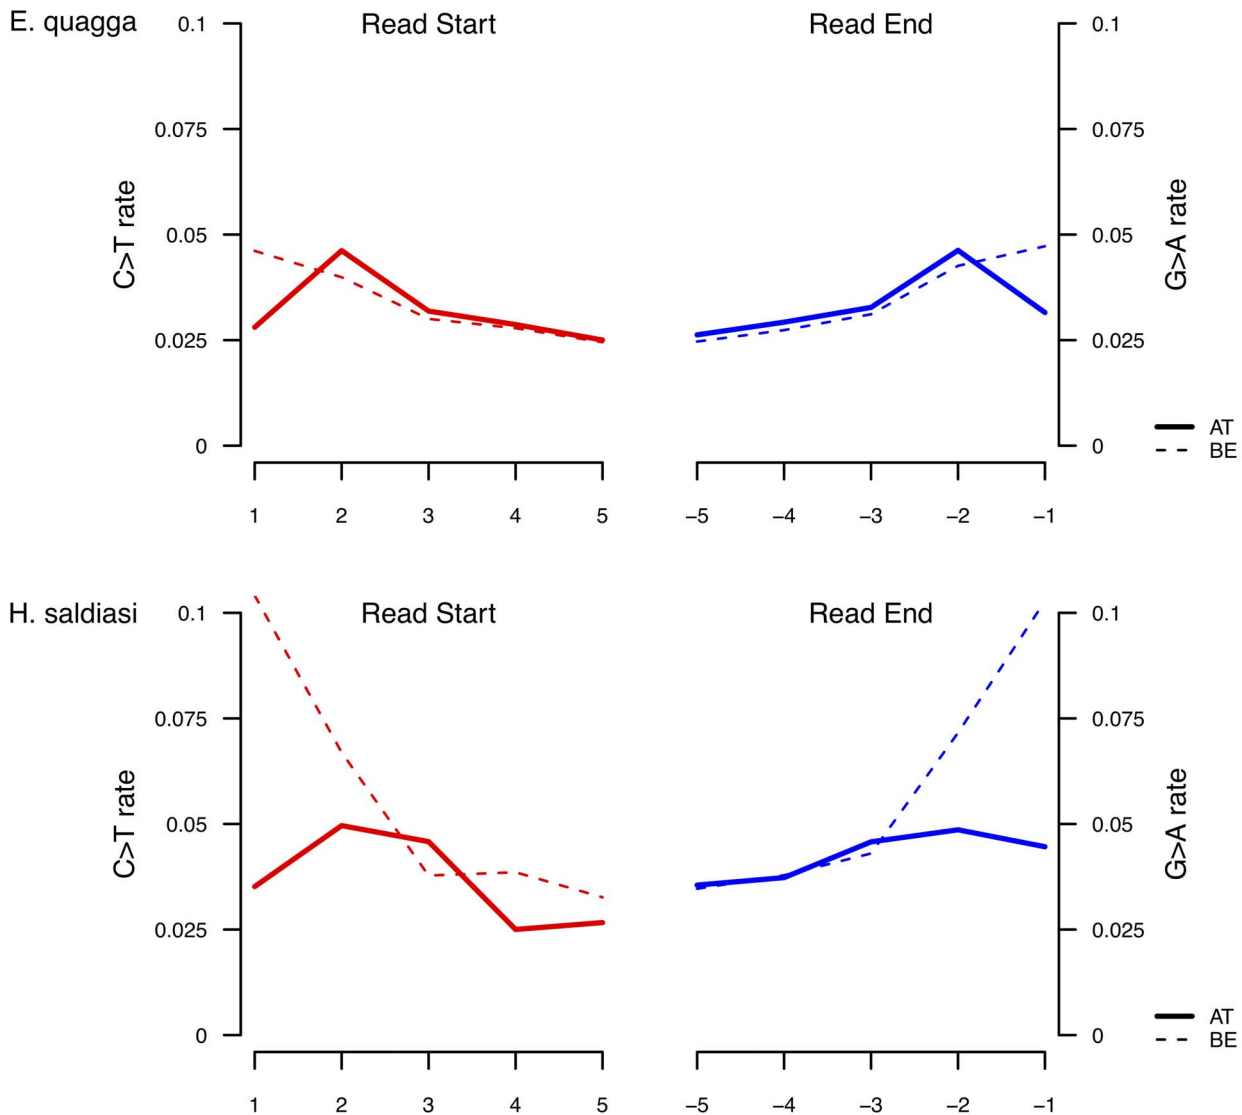 E. quagga
Read Start
Read End
0.1
0.075
0.05
0.025
0
C>T rate
0.1
0.075
0.05
0.025
0
G>A rate
AT
BE
1 2 3 4 5
−5 −4 −3 −2 −1
H. saldiasi
Read Start
Read End
0.1
0.075
0.05
0.025
0
C>T rate
0.1
0.075
0.05
0.025
0
G>A rate
AT
BE
1 2 3 4 5
−5 −4 −3 −2 −1